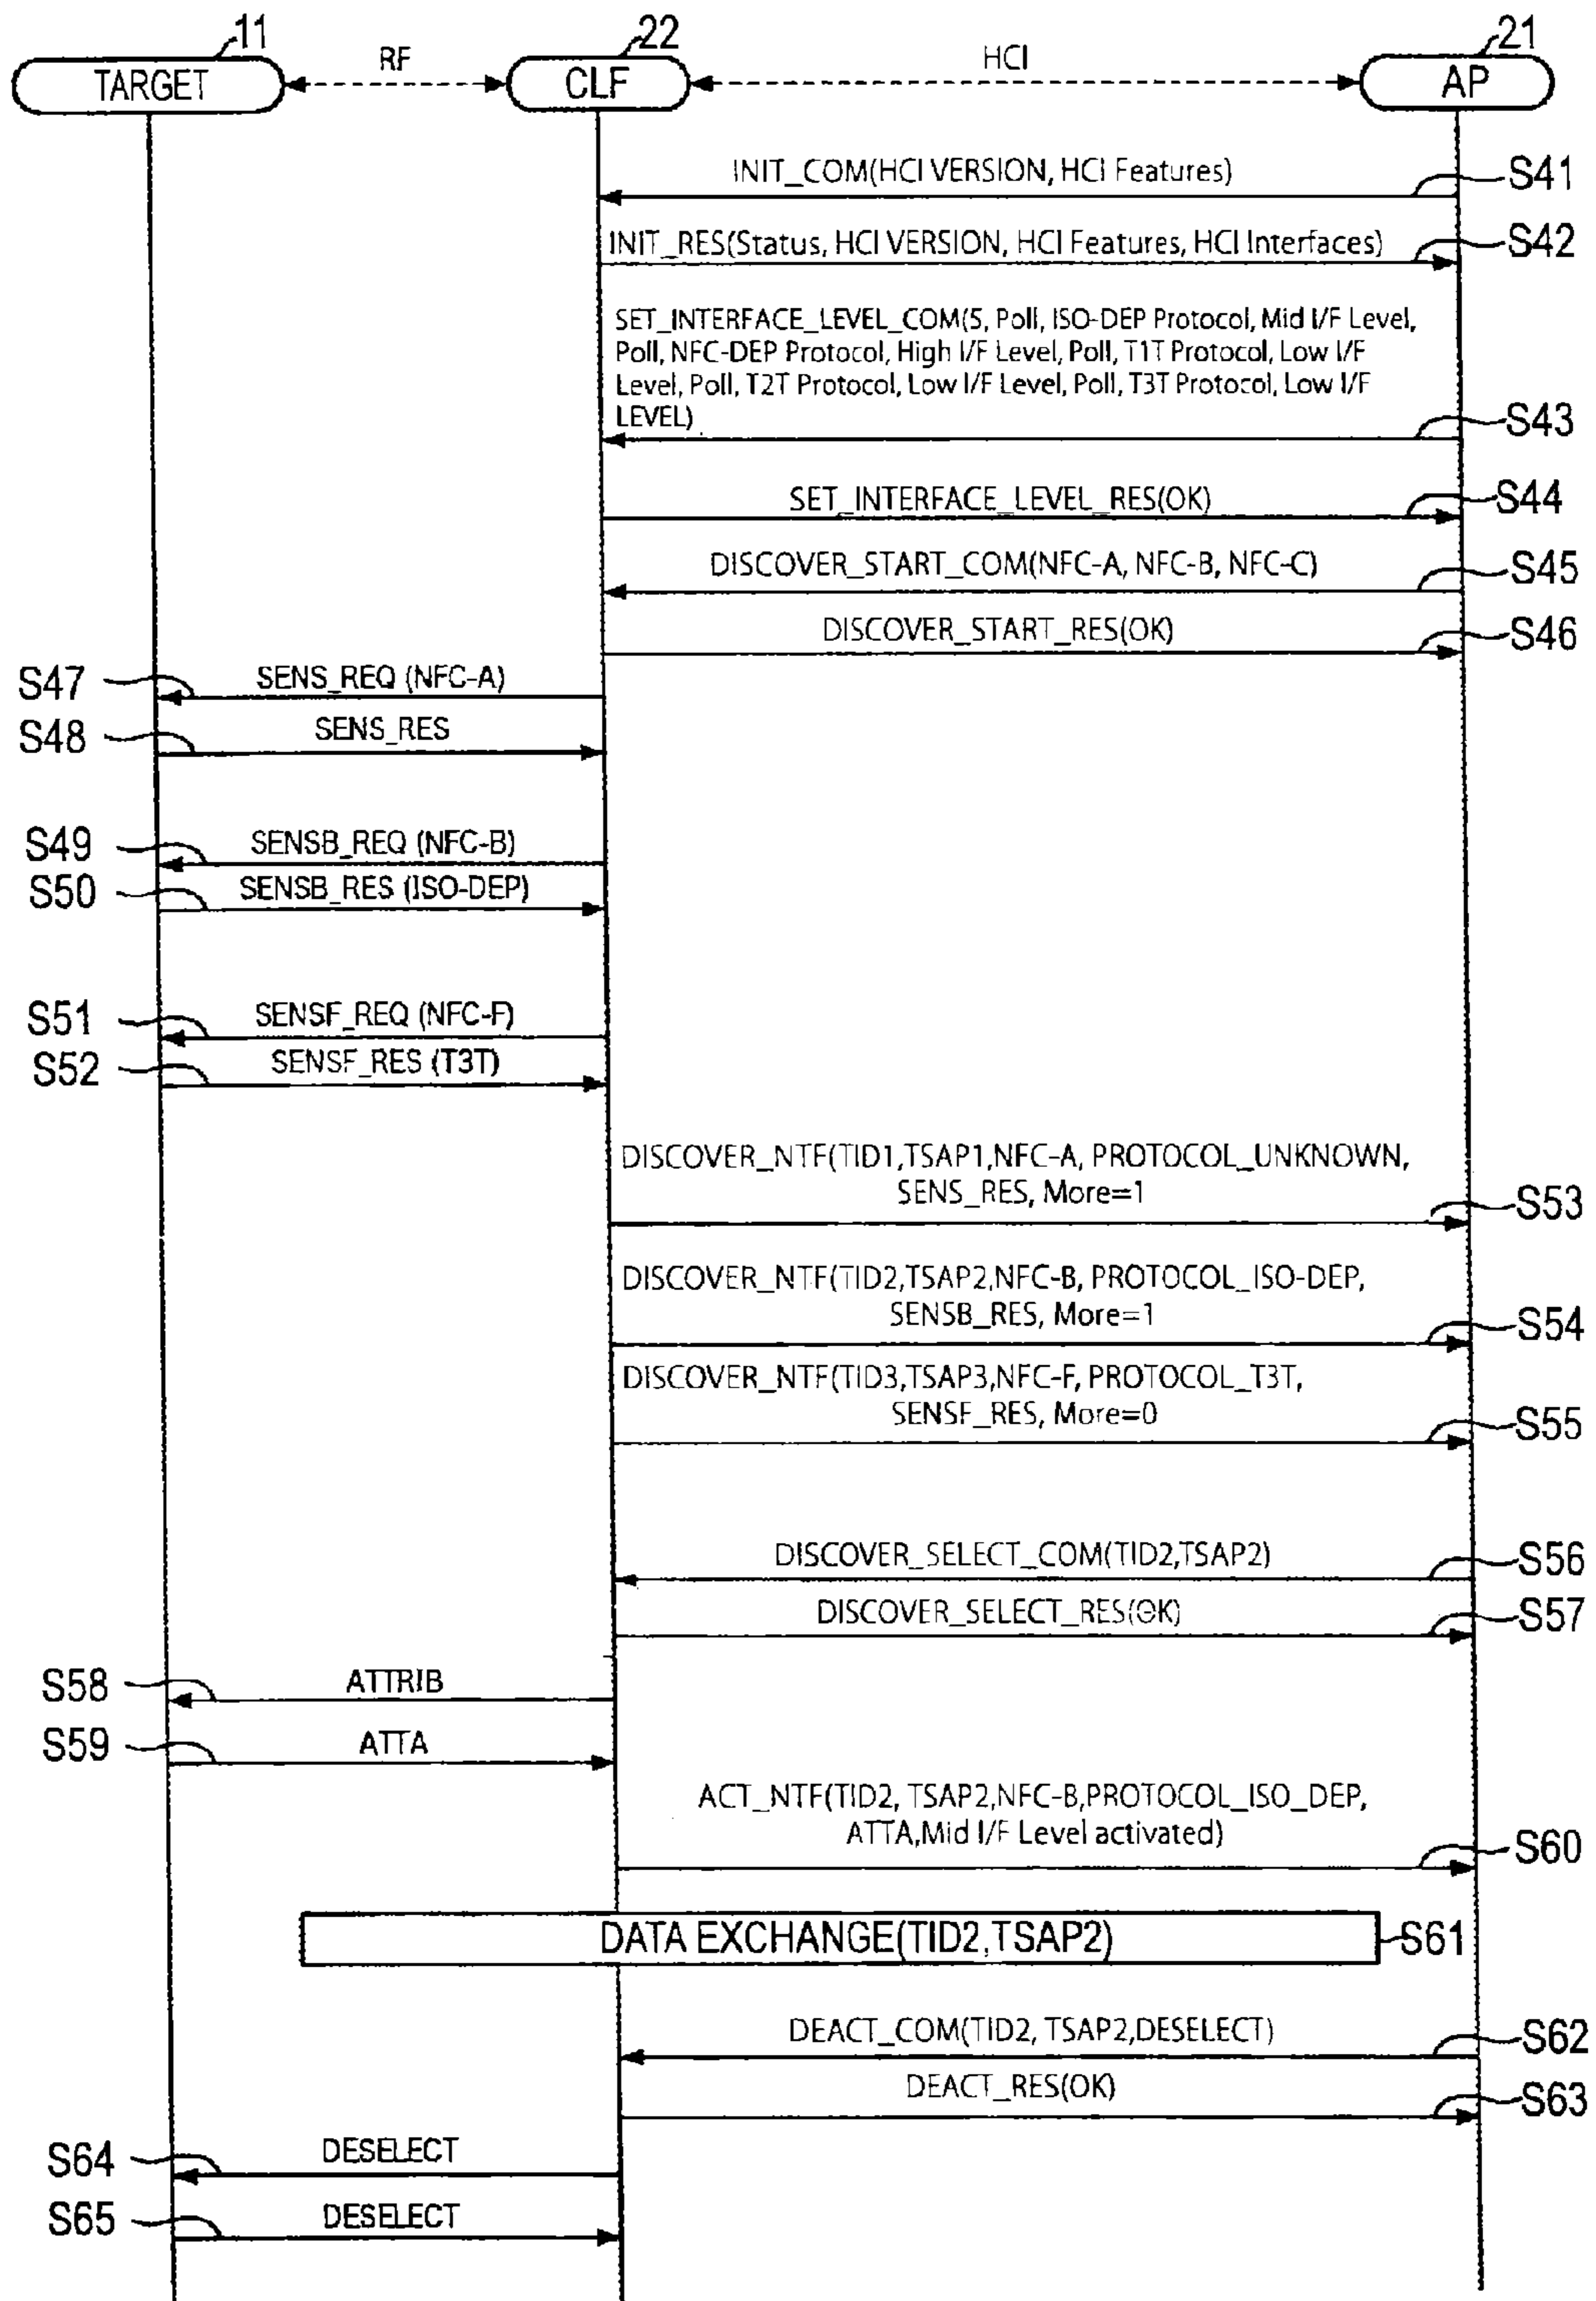 11
22
21
TARGET
RF
CLF
HCI
AP
INIT_COM(HCI VERSION, HCI Features)
S41
INIT_RES(Status, HCI VERSION, HCI Features, HCI Interfaces)
S42
SET_INTERFACE_LEVEL_COM(5, Poll, ISO-DEP Protocol, Mid I/F Level,
Poll, NFC-DEP Protocol, High I/F Level, Poll, T1T Protocol, Low I/F
Level, Poll, T2T Protocol, Low I/F Level, Poll, T3T Protocol, Low I/F
LEVEL)
S43
SET_INTERFACE_LEVEL_RES(OK)
S44
DISCOVER_START_COM(NFC-A, NFC-B, NFC-C)
S45
DISCOVER_START_RES(OK)
S46
S47
SENS_REQ (NFC-A)
S48
SENS_RES
S49
SENSB_REQ (NFC-B)
S50
SENSB_RES (ISO-DEP)
S51
SENSF_REQ (NFC-F)
S52
SENSF_RES (T3T)
DISCOVER_NTF(TID1,TSAP1,NFC-A, PROTOCOL_UNKNOWN,
SENS_RES, More=1
S53
DISCOVER_NTF(TID2,TSAP2,NFC-B, PROTOCOL_ISO-DEP,
SENSB_RES, More=1
S54
DISCOVER_NTF(TID3,TSAP3,NFC-F, PROTOCOL_T3T,
SENSF_RES, More=0
S55
DISCOVER_SELECT_COM(TID2,TSAP2)
S56
DISCOVER_SELECT_RES(OK)
S57
S58
ATTRIB
S59
ATTA
ACT_NTF(TID2, TSAP2,NFC-B,PROTOCOL_ISO_DEP,
ATTA,Mid I/F Level activated)
S60
DATA EXCHANGE(TID2,TSAP2)
S61
DEACT_COM(TID2, TSAP2,DESELECT)
S62
DEACT_RES(OK)
S63
S64
DESELECT
S65
DESELECT